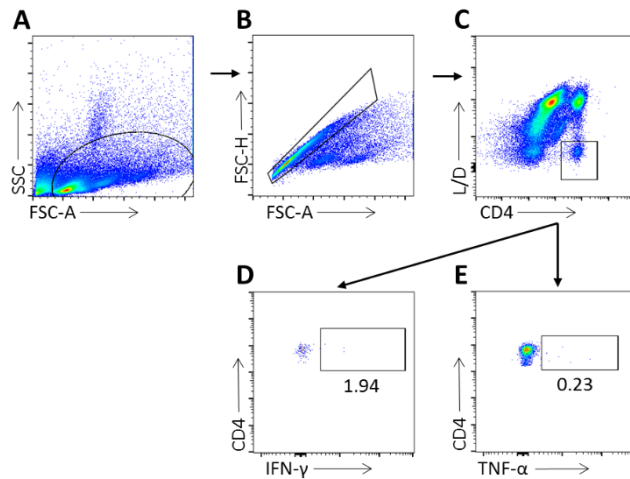 A
SSC
FSC-A
B
FSC-H
FSC-A
C
L/D
CD4
D
CD4
1.94
IFN-γ
E
CD4
0.23
TNF-α